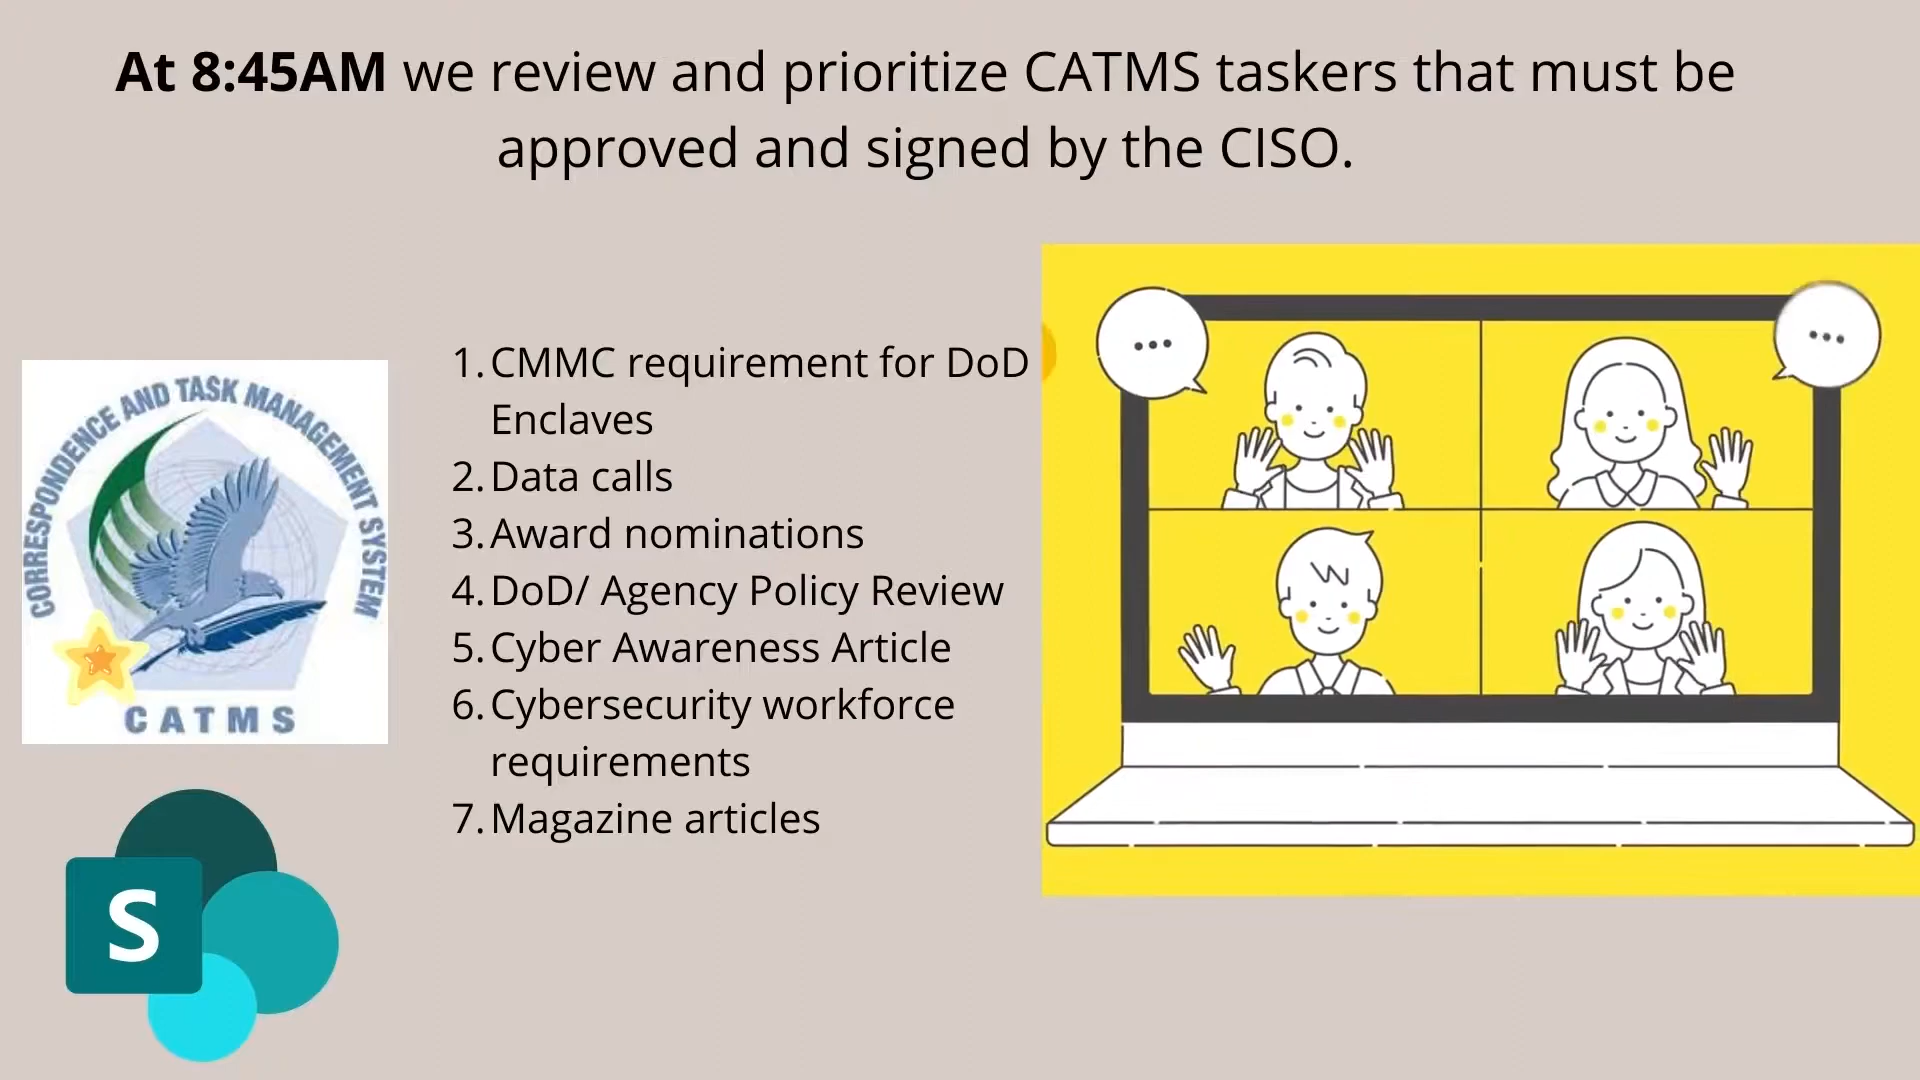 At 8:45AM we review and prioritize CATMS taskers that must be
approved and signed by the CISO.
CORRESPONDENCE AND TASK MANAGEMENT SYSTEM
CATMS
1. CMMC requirement for DoD
Enclaves
2. Data calls
3. Award nominations
4. DoD/ Agency Policy Review
5. Cyber Awareness Article
6. Cybersecurity workforce
requirements
7. Magazine articles
S